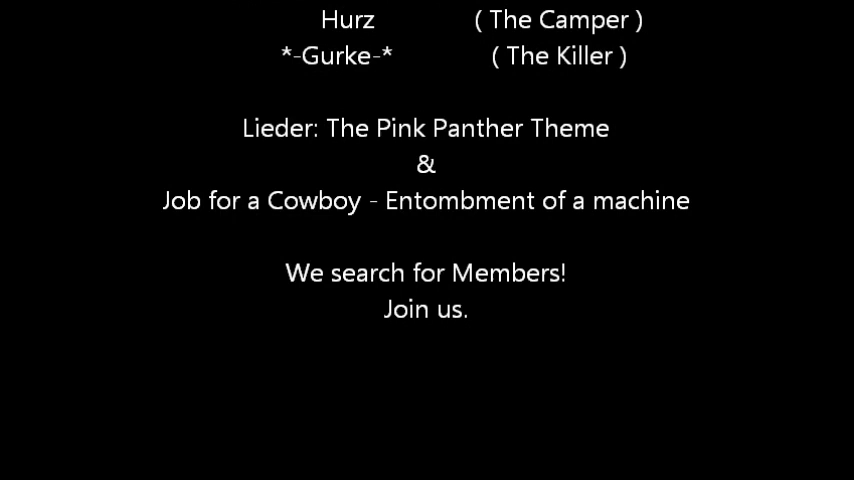 Hurz ( The Camper )
*-Gurke-* ( The Killer )
Lieder: The Pink Panther Theme
&
Job for a Cowboy - Entombment of a machine
We search for Members!
Join us.